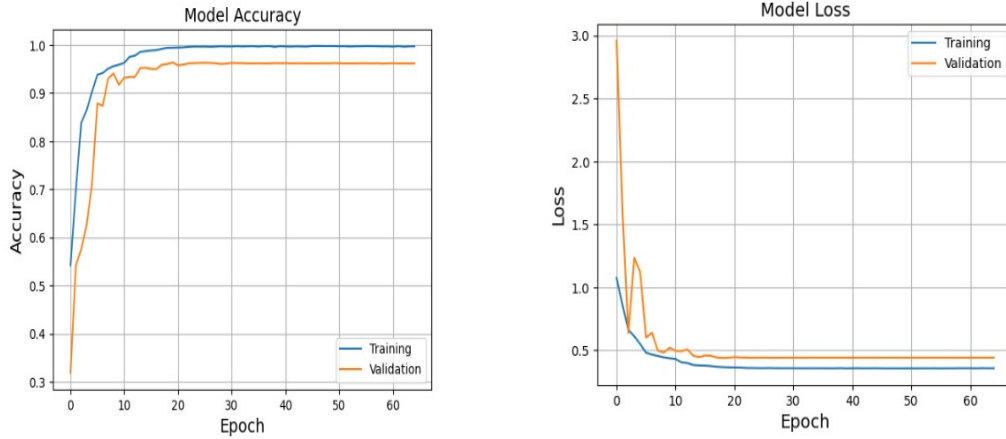 Model Accuracy
1.0
0.9
0.8
0.7
0.6
0.5
0.4
0.3
Accuracy
0 10 20 30 40 50 60
Epoch
Training
Validation
Model Loss
3.0
2.5
2.0
1.5
1.0
0.5
Loss
0 10 20 30 40 50 60
Epoch
Training
Validation